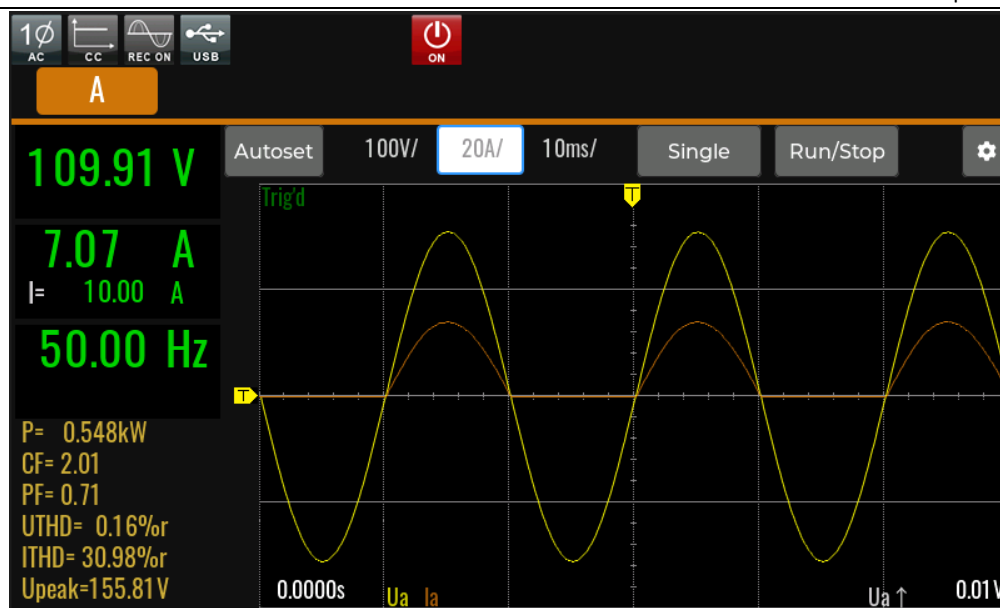 1Ø
AC
CC
REC ON
USB
ON
A
109.91 V
7.07 A
I= 10.00 A
50.00 Hz
P= 0.548kW
CF= 2.01
PF= 0.71
UTHD= 0.16%r
ITHD= 30.98%r
Upeak=155.81V
Autoset 100V/ 20A/ 10ms/ Single Run/Stop
Trig'd
T
T
0.0000s Ua Ia Ua ↑ 0.01V